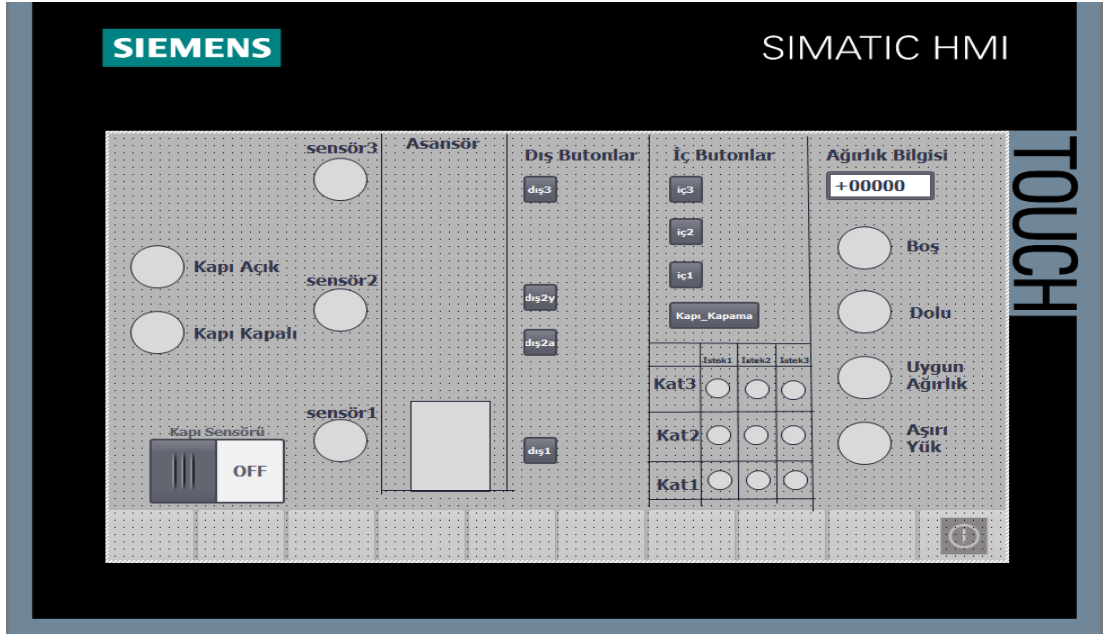 SIEMENS
SIMATIC HMI
TOUCH
sensör3
Asansör
Dış Butonlar
İç Butonlar
Ağırlık Bilgisi
+00000
dış3
iç3
iç2
Boş
Kapı Açık
sensör2
iç1
dış2y
Kapı_Kapama
Dolu
Kapı Kapalı
dış2a
İstek1
İstek2
İstek3
Uygun
Ağırlık
Kat3
sensör1
Kapı Sensörü
Kat2
Aşırı
Yük
dış1
OFF
Kat1